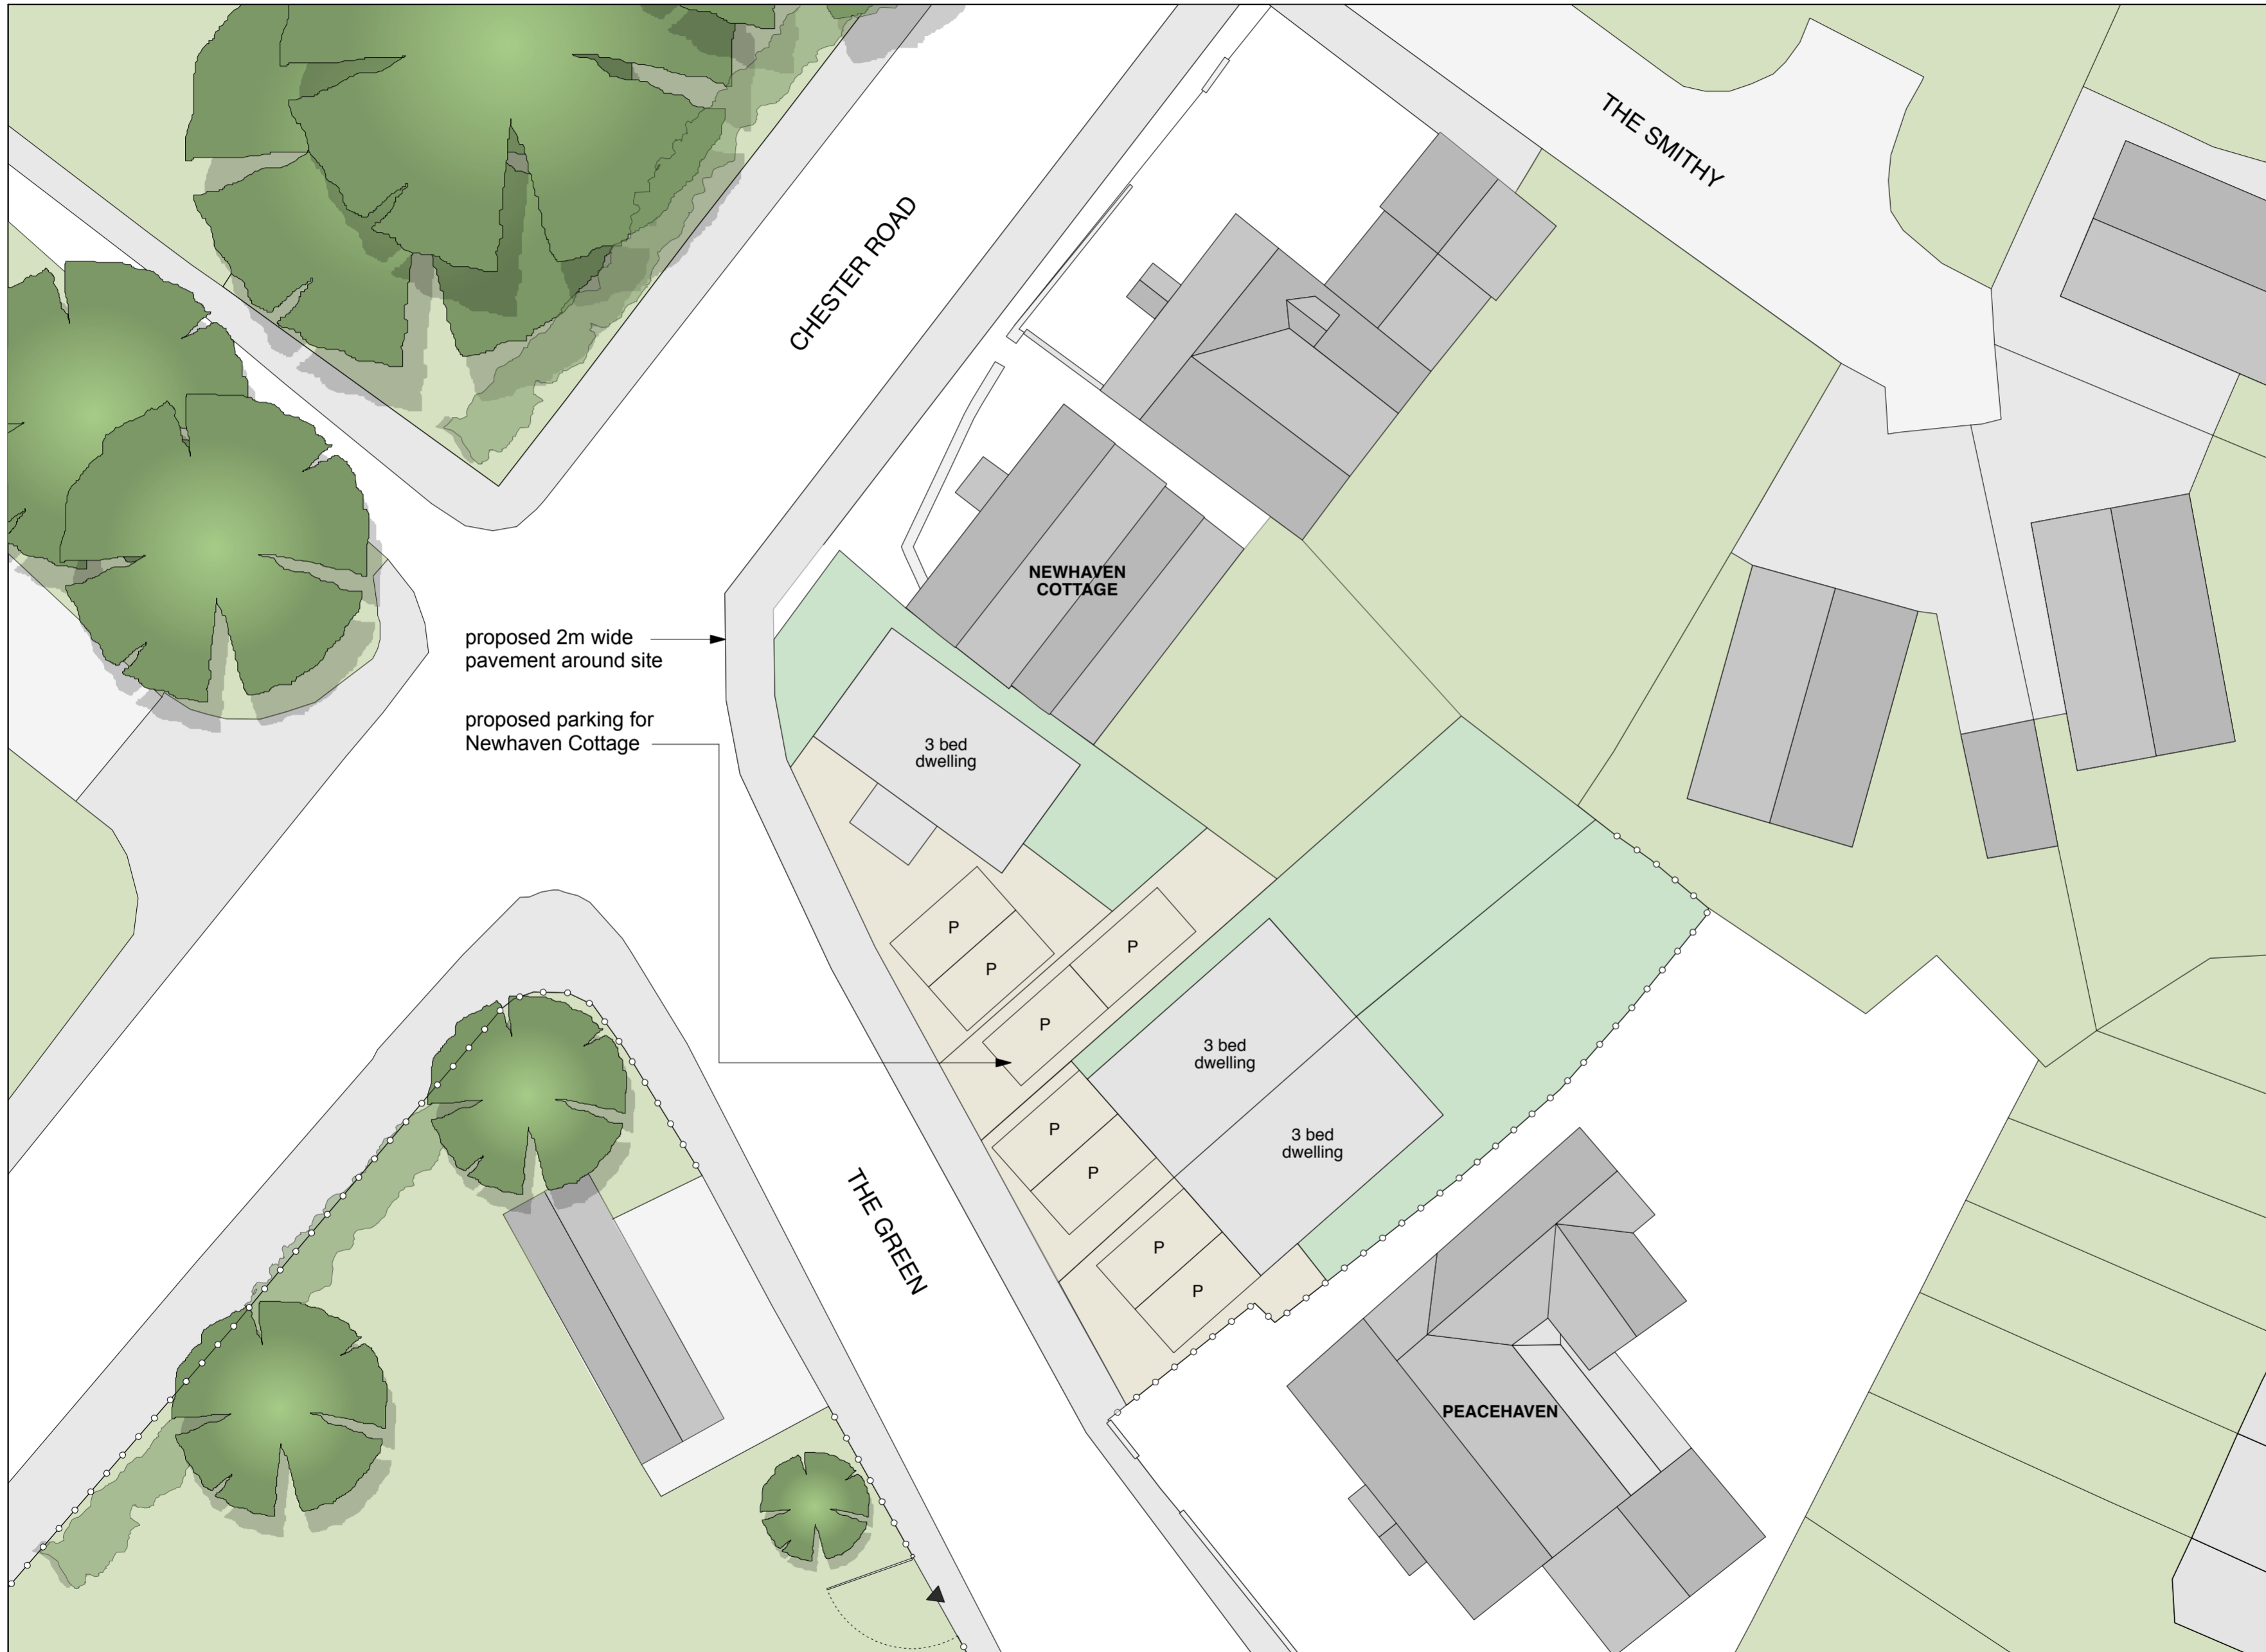 THE SMITHY
CHESTER ROAD
NEWHAVEN
COTTAGE
proposed 2m wide
pavement around site
proposed parking for
Newhaven Cottage
3 bed
dwelling
P
P
P
P
3 bed
dwelling
P
P
3 bed
dwelling
P
P
THE GREEN
PEACEHAVEN